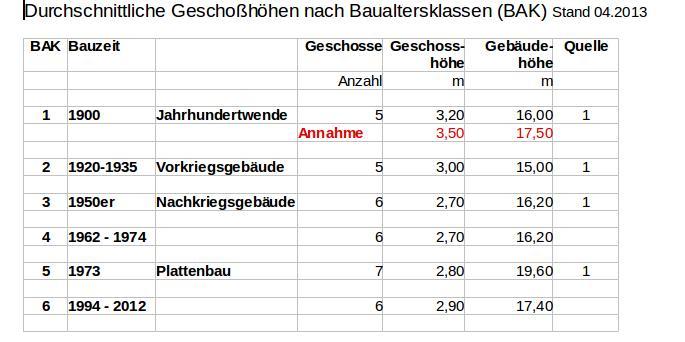 Durchschnittliche Geschoßhöhen nach Baualtersklassen (BAK) Stand 04.2013
BAK Bauzeit Geschosse Geschoss- Gebäude- Quelle
höhe höhe
Anzahl m m
1 1900 Jahrhundertwende 5 3,20 16,00 1
Annahme 3,50 17,50
2 1920-1935 Vorkriegsgebäude 5 3,00 15,00 1
3 1950er Nachkriegsgebäude 6 2,70 16,20 1
4 1962 - 1974 6 2,70 16,20
5 1973 Plattenbau 7 2,80 19,60 1
6 1994 - 2012 6 2,90 17,40